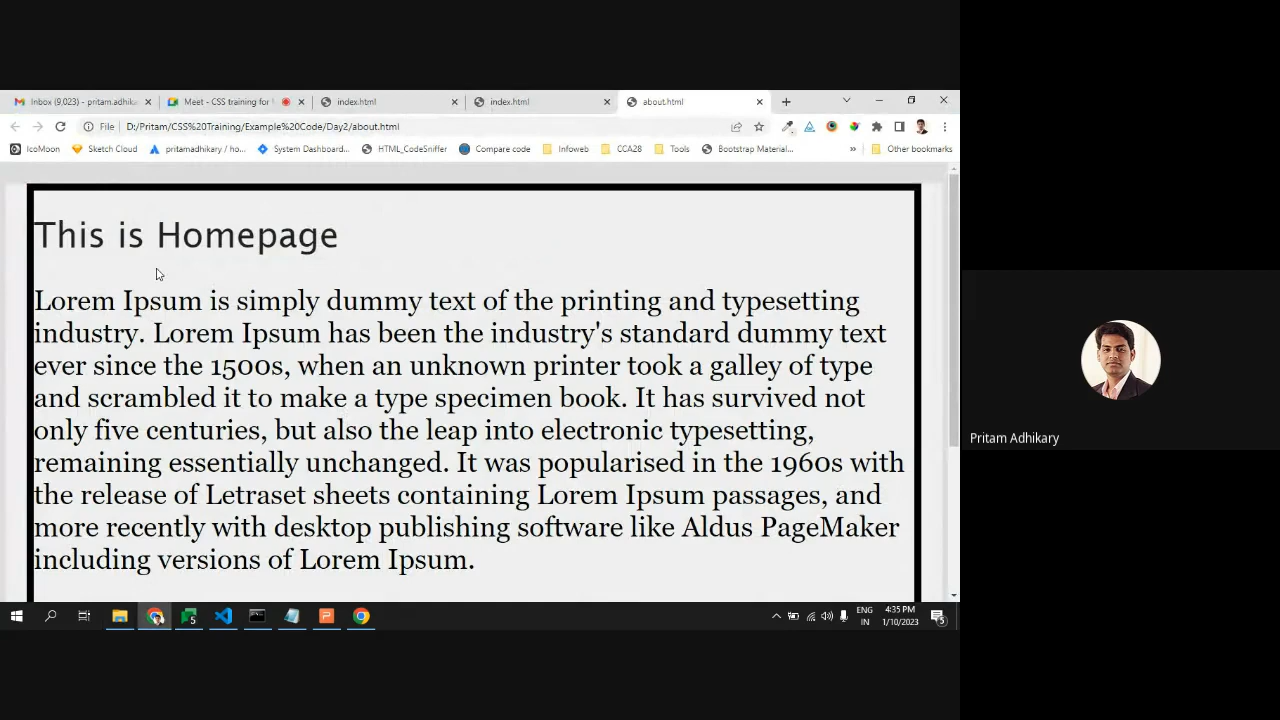 Inbox (9,023) - pritam.adhika
Meet - CSS training for
index.html
index.html
about.html
File
D:/Pritam/CSS%20Training/Example%20Code/Day2/about.html
IcoMoon
Sketch Cloud
pritamadhikary / ho...
System Dashboard...
HTML_CodeSniffer
Compare code
Infoweb
CCA28
Tools
Bootstrap Material...
»
Other bookmarks
This is Homepage
Lorem Ipsum is simply dummy text of the printing and typesetting
industry. Lorem Ipsum has been the industry's standard dummy text
ever since the 1500s, when an unknown printer took a galley of type
and scrambled it to make a type specimen book. It has survived not
only five centuries, but also the leap into electronic typesetting,
remaining essentially unchanged. It was popularised in the 1960s with
the release of Letraset sheets containing Lorem Ipsum passages, and
more recently with desktop publishing software like Aldus PageMaker
including versions of Lorem Ipsum.
Pritam Adhikary
ENG
IN
4:35 PM
1/10/2023
5